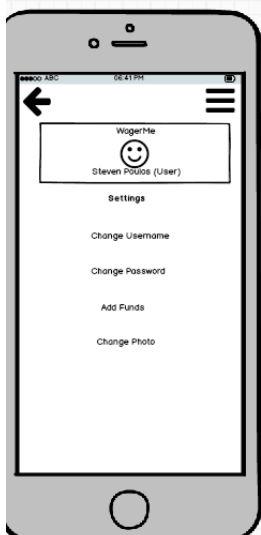 ABC 06:41 PM
WagerMe
Steven Poulos (User)
Settings
Change Username
Change Password
Add Funds
Change Photo